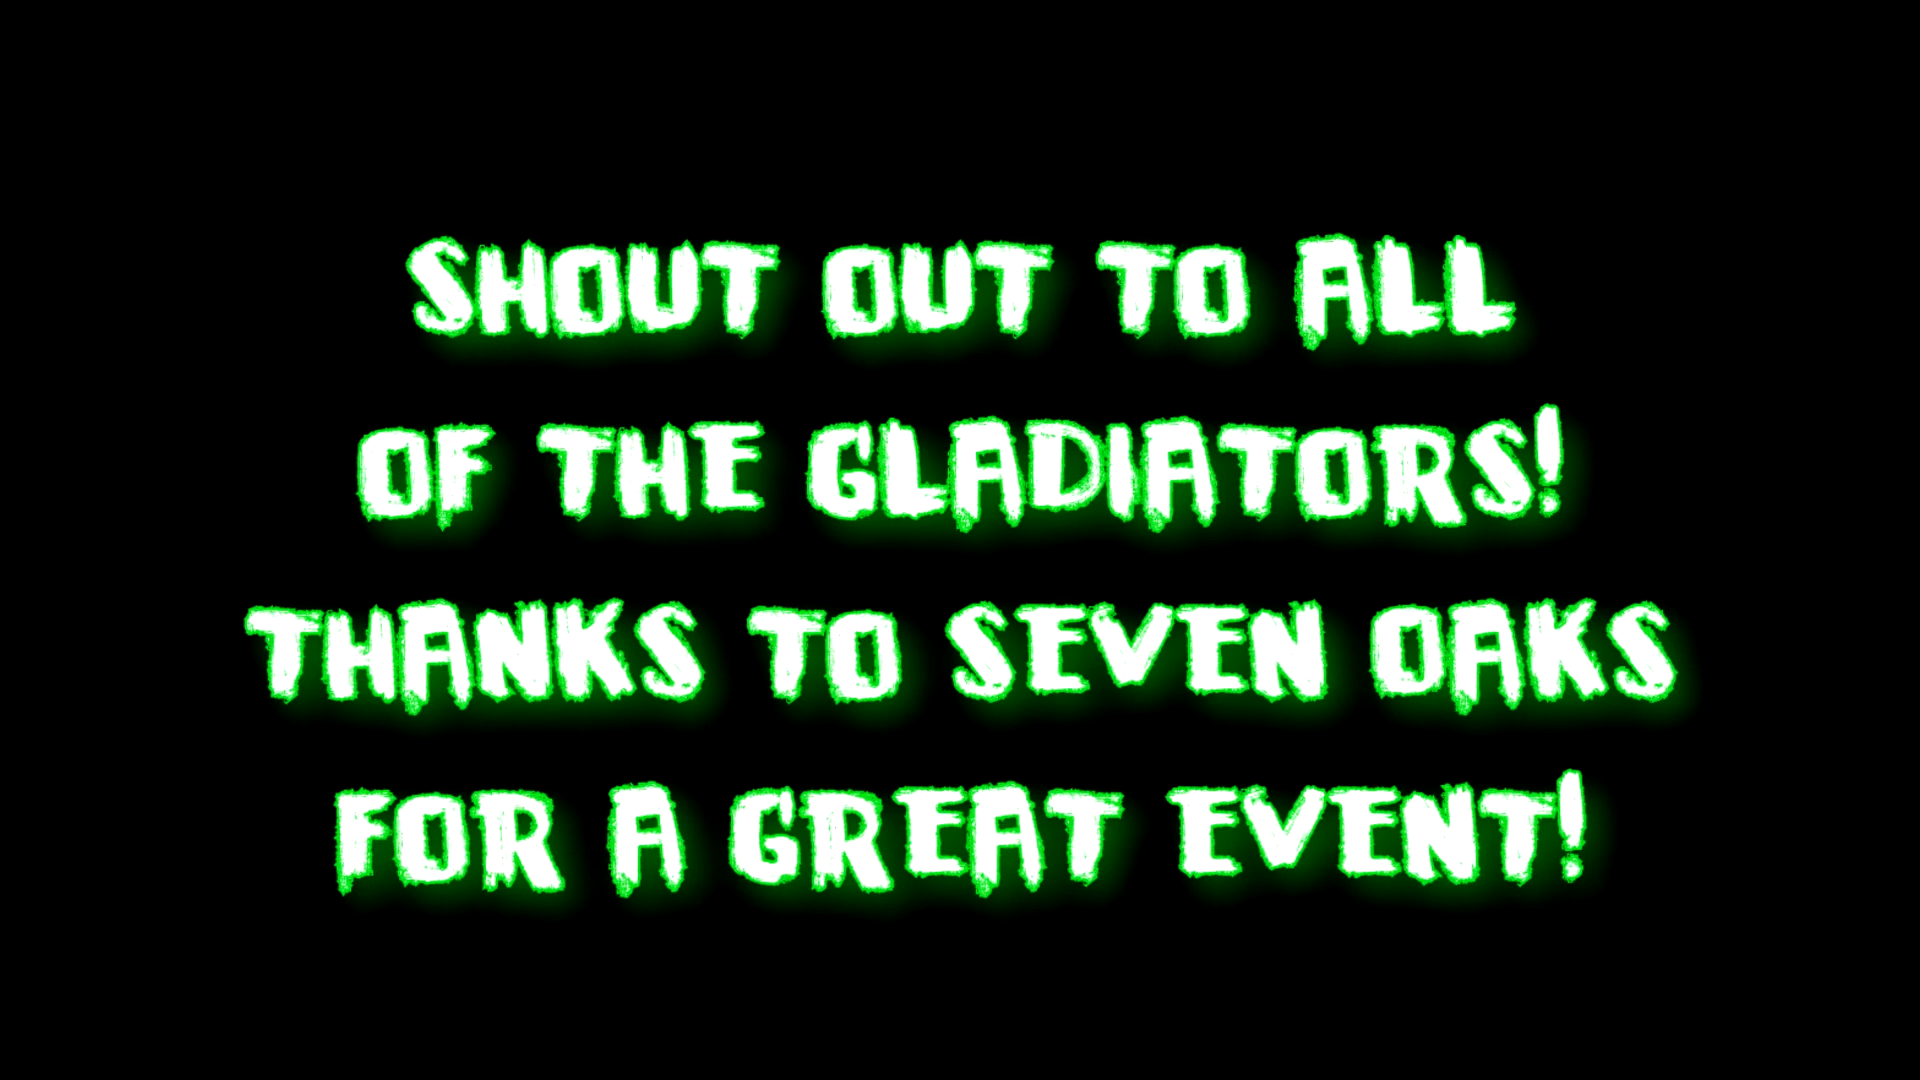 SHOUT OUT TO ALL
OF THE GLADIATORS!
THANKS TO SEVEN OAKS
FOR A GREAT EVENT!